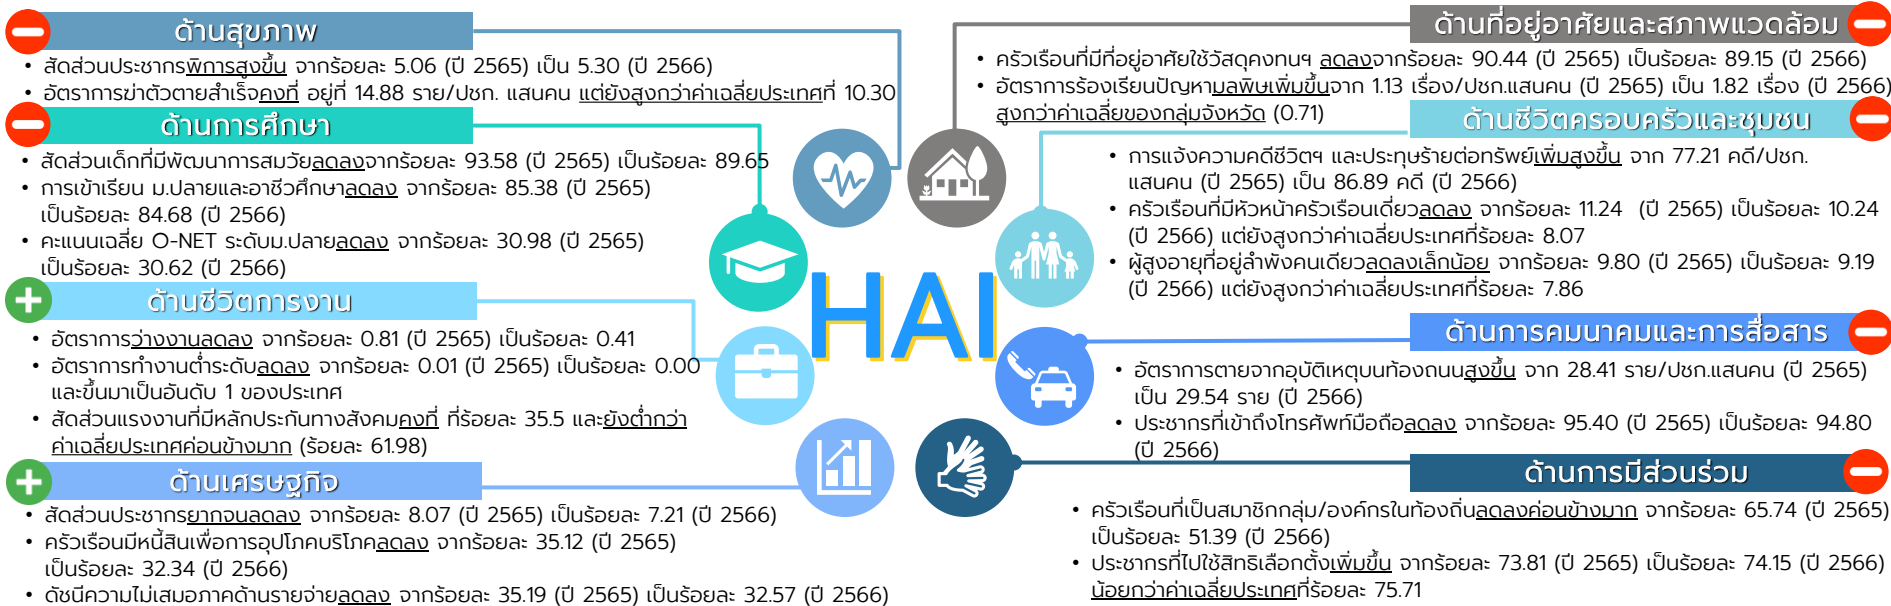 ด้านสุขภาพ
• สัดส่วนประชากรพิการสูงขึ้น จากร้อยละ 5.06 (ปี 2565) เป็น 5.30 (ปี 2566)
• อัตราการฆ่าตัวตายสำเร็จคงที่ อยู่ที่ 14.88 ราย/ปชก. แสนคน แต่ยังสูงกว่าค่าเฉลี่ยประเทศที่ 10.30
ด้านการศึกษา
• สัดส่วนเด็กที่มีพัฒนาการสมวัยลดลงจากร้อยละ 93.58 (ปี 2565) เป็นร้อยละ 89.65
• การเข้าเรียน ม.ปลายและอาชีวศึกษาลดลง จากร้อยละ 85.38 (ปี 2565)
เป็นร้อยละ 84.68 (ปี 2566)
• คะแนนเฉลี่ย O-NET ระดับม.ปลายลดลง จากร้อยละ 30.98 (ปี 2565)
เป็นร้อยละ 30.62 (ปี 2566)
ด้านชีวิตการงาน
• อัตราการว่างงานลดลง จากร้อยละ 0.81 (ปี 2565) เป็นร้อยละ 0.41
• อัตราการทำงานต่ำระดับลดลง จากร้อยละ 0.01 (ปี 2565) เป็นร้อยละ 0.00
และขึ้นมาเป็นอันดับ 1 ของประเทศ
• สัดส่วนแรงงานที่มีหลักประกันทางสังคมคงที่ ที่ร้อยละ 35.5 และยังต่ำกว่า
ค่าเฉลี่ยประเทศค่อนข้างมาก (ร้อยละ 61.98)
ด้านเศรษฐกิจ
• สัดส่วนประชากรยากจนลดลง จากร้อยละ 8.07 (ปี 2565) เป็นร้อยละ 7.21 (ปี 2566)
• ครัวเรือนมีหนี้สินเพื่อการอุปโภคบริโภคลดลง จากร้อยละ 35.12 (ปี 2565)
เป็นร้อยละ 32.34 (ปี 2566)
• ดัชนีความไม่เสมอภาคด้านรายจ่ายลดลง จากร้อยละ 35.19 (ปี 2565) เป็นร้อยละ 32.57 (ปี 2566)
HAI
ด้านที่อยู่อาศัยและสภาพแวดล้อม
• ครัวเรือนที่มีที่อยู่อาศัยใช้วัสดุคงทนฯ ลดลงจากร้อยละ 90.44 (ปี 2565) เป็นร้อยละ 89.15 (ปี 2566)
• อัตราการร้องเรียนปัญหามลพิษเพิ่มขึ้นจาก 1.13 เรื่อง/ปชก.แสนคน (ปี 2565) เป็น 1.82 เรื่อง (ปี 2566)
สูงกว่าค่าเฉลี่ยของกลุ่มจังหวัด (0.71)
ด้านชีวิตครอบครัวและชุมชน
• การแจ้งความคดีชีวิตฯ และประทุษร้ายต่อทรัพย์เพิ่มสูงขึ้น จาก 77.21 คดี/ปชก.
แสนคน (ปี 2565) เป็น 86.89 คดี (ปี 2566)
• ครัวเรือนที่มีหัวหน้าครัวเรือนเดี่ยวลดลง จากร้อยละ 11.24 (ปี 2565) เป็นร้อยละ 10.24
(ปี 2566) แต่ยังสูงกว่าค่าเฉลี่ยประเทศที่ร้อยละ 8.07
• ผู้สูงอายุที่อยู่ลำพังคนเดียวลดลงเล็กน้อย จากร้อยละ 9.80 (ปี 2565) เป็นร้อยละ 9.19
(ปี 2566) แต่ยังสูงกว่าค่าเฉลี่ยประเทศที่ร้อยละ 7.86
ด้านการคมนาคมและการสื่อสาร
• อัตราการตายจากอุบัติเหตุบนท้องถนนสูงขึ้น จาก 28.41 ราย/ปชก.แสนคน (ปี 2565)
เป็น 29.54 ราย (ปี 2566)
• ประชากรที่เข้าถึงโทรศัพท์มือถือลดลง จากร้อยละ 95.40 (ปี 2565) เป็นร้อยละ 94.80
(ปี 2566)
ด้านการมีส่วนร่วม
• ครัวเรือนที่เป็นสมาชิกกลุ่ม/องค์กรในท้องถิ่นลดลงค่อนข้างมาก จากร้อยละ 65.74 (ปี 2565)
เป็นร้อยละ 51.39 (ปี 2566)
• ประชากรที่ไปใช้สิทธิเลือกตั้งเพิ่มขึ้น จากร้อยละ 73.81 (ปี 2565) เป็นร้อยละ 74.15 (ปี 2566)
น้อยกว่าค่าเฉลี่ยประเทศที่ร้อยละ 75.71